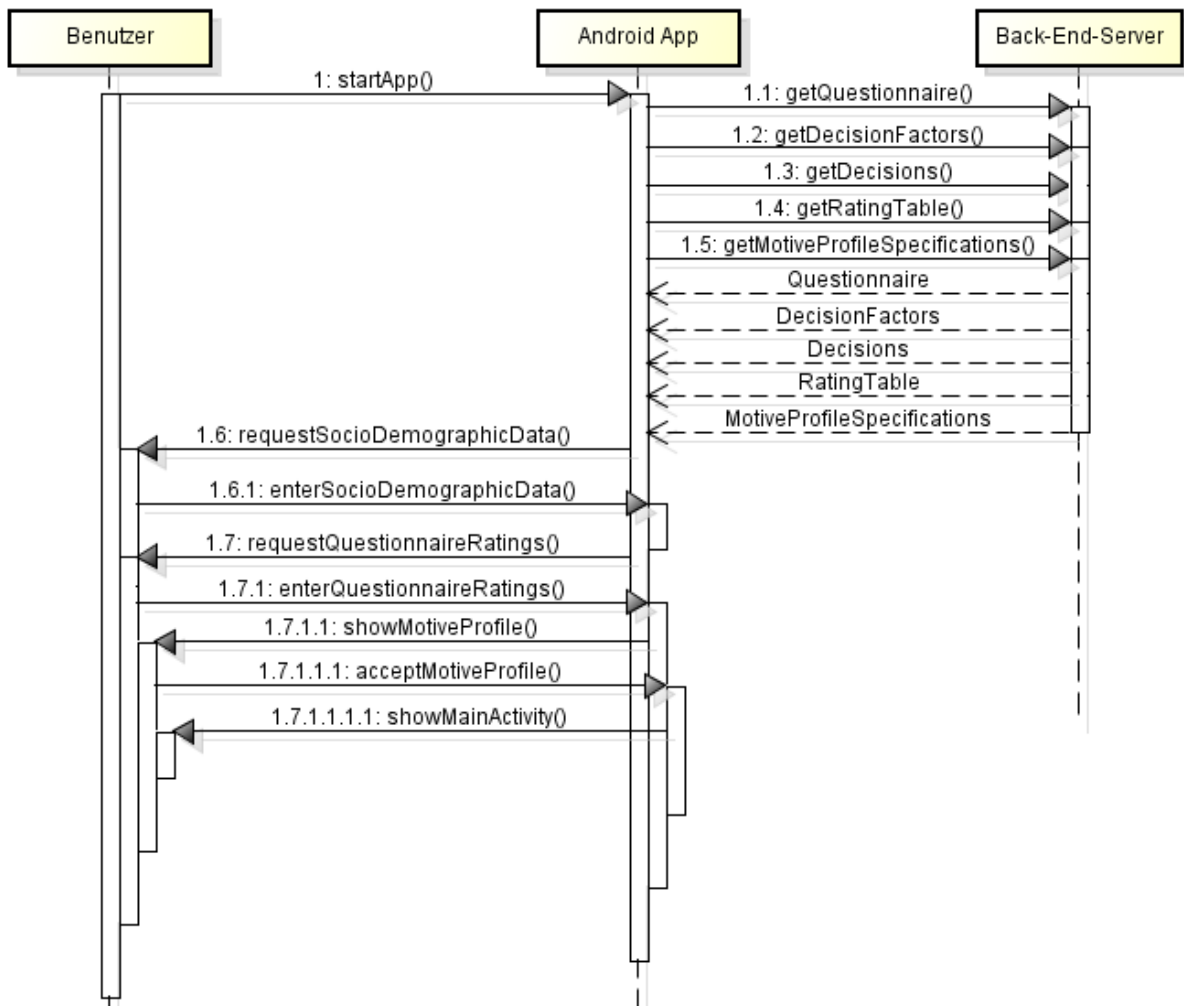 Benutzer
Android App
Back-End-Server
1: startApp()
1.1: getQuestionnaire()
1.2: getDecisionFactors()
1.3: getDecisions()
1.4: getRatingTable()
1.5: getMotiveProfileSpecifications()
Questionnaire
DecisionFactors
Decisions
RatingTable
MotiveProfileSpecifications
1.6: requestSocioDemographicData()
1.6.1: enterSocioDemographicData()
1.7: requestQuestionnaireRatings()
1.7.1: enterQuestionnaireRatings()
1.7.1.1: showMotiveProfile()
1.7.1.1.1: acceptMotiveProfile()
1.7.1.1.1.1: showMainActivity()